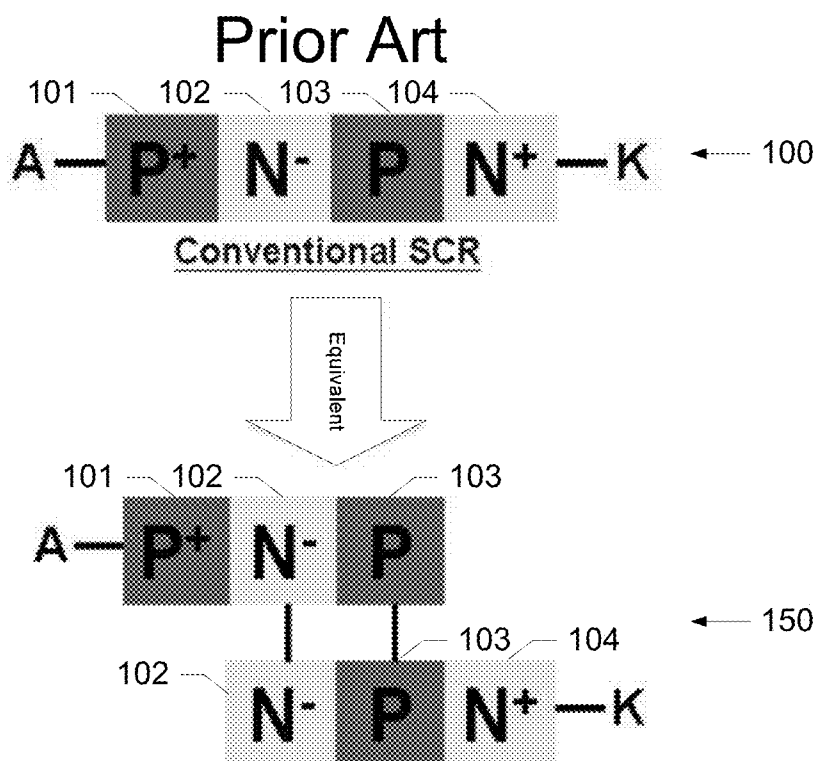 Prior Art
101 102 103 104
A P+ N- P N+ K 100
Conventional SCR
Equivalent
101 102 103
A P+ N- P
150
103 104
102
N- P N+ K